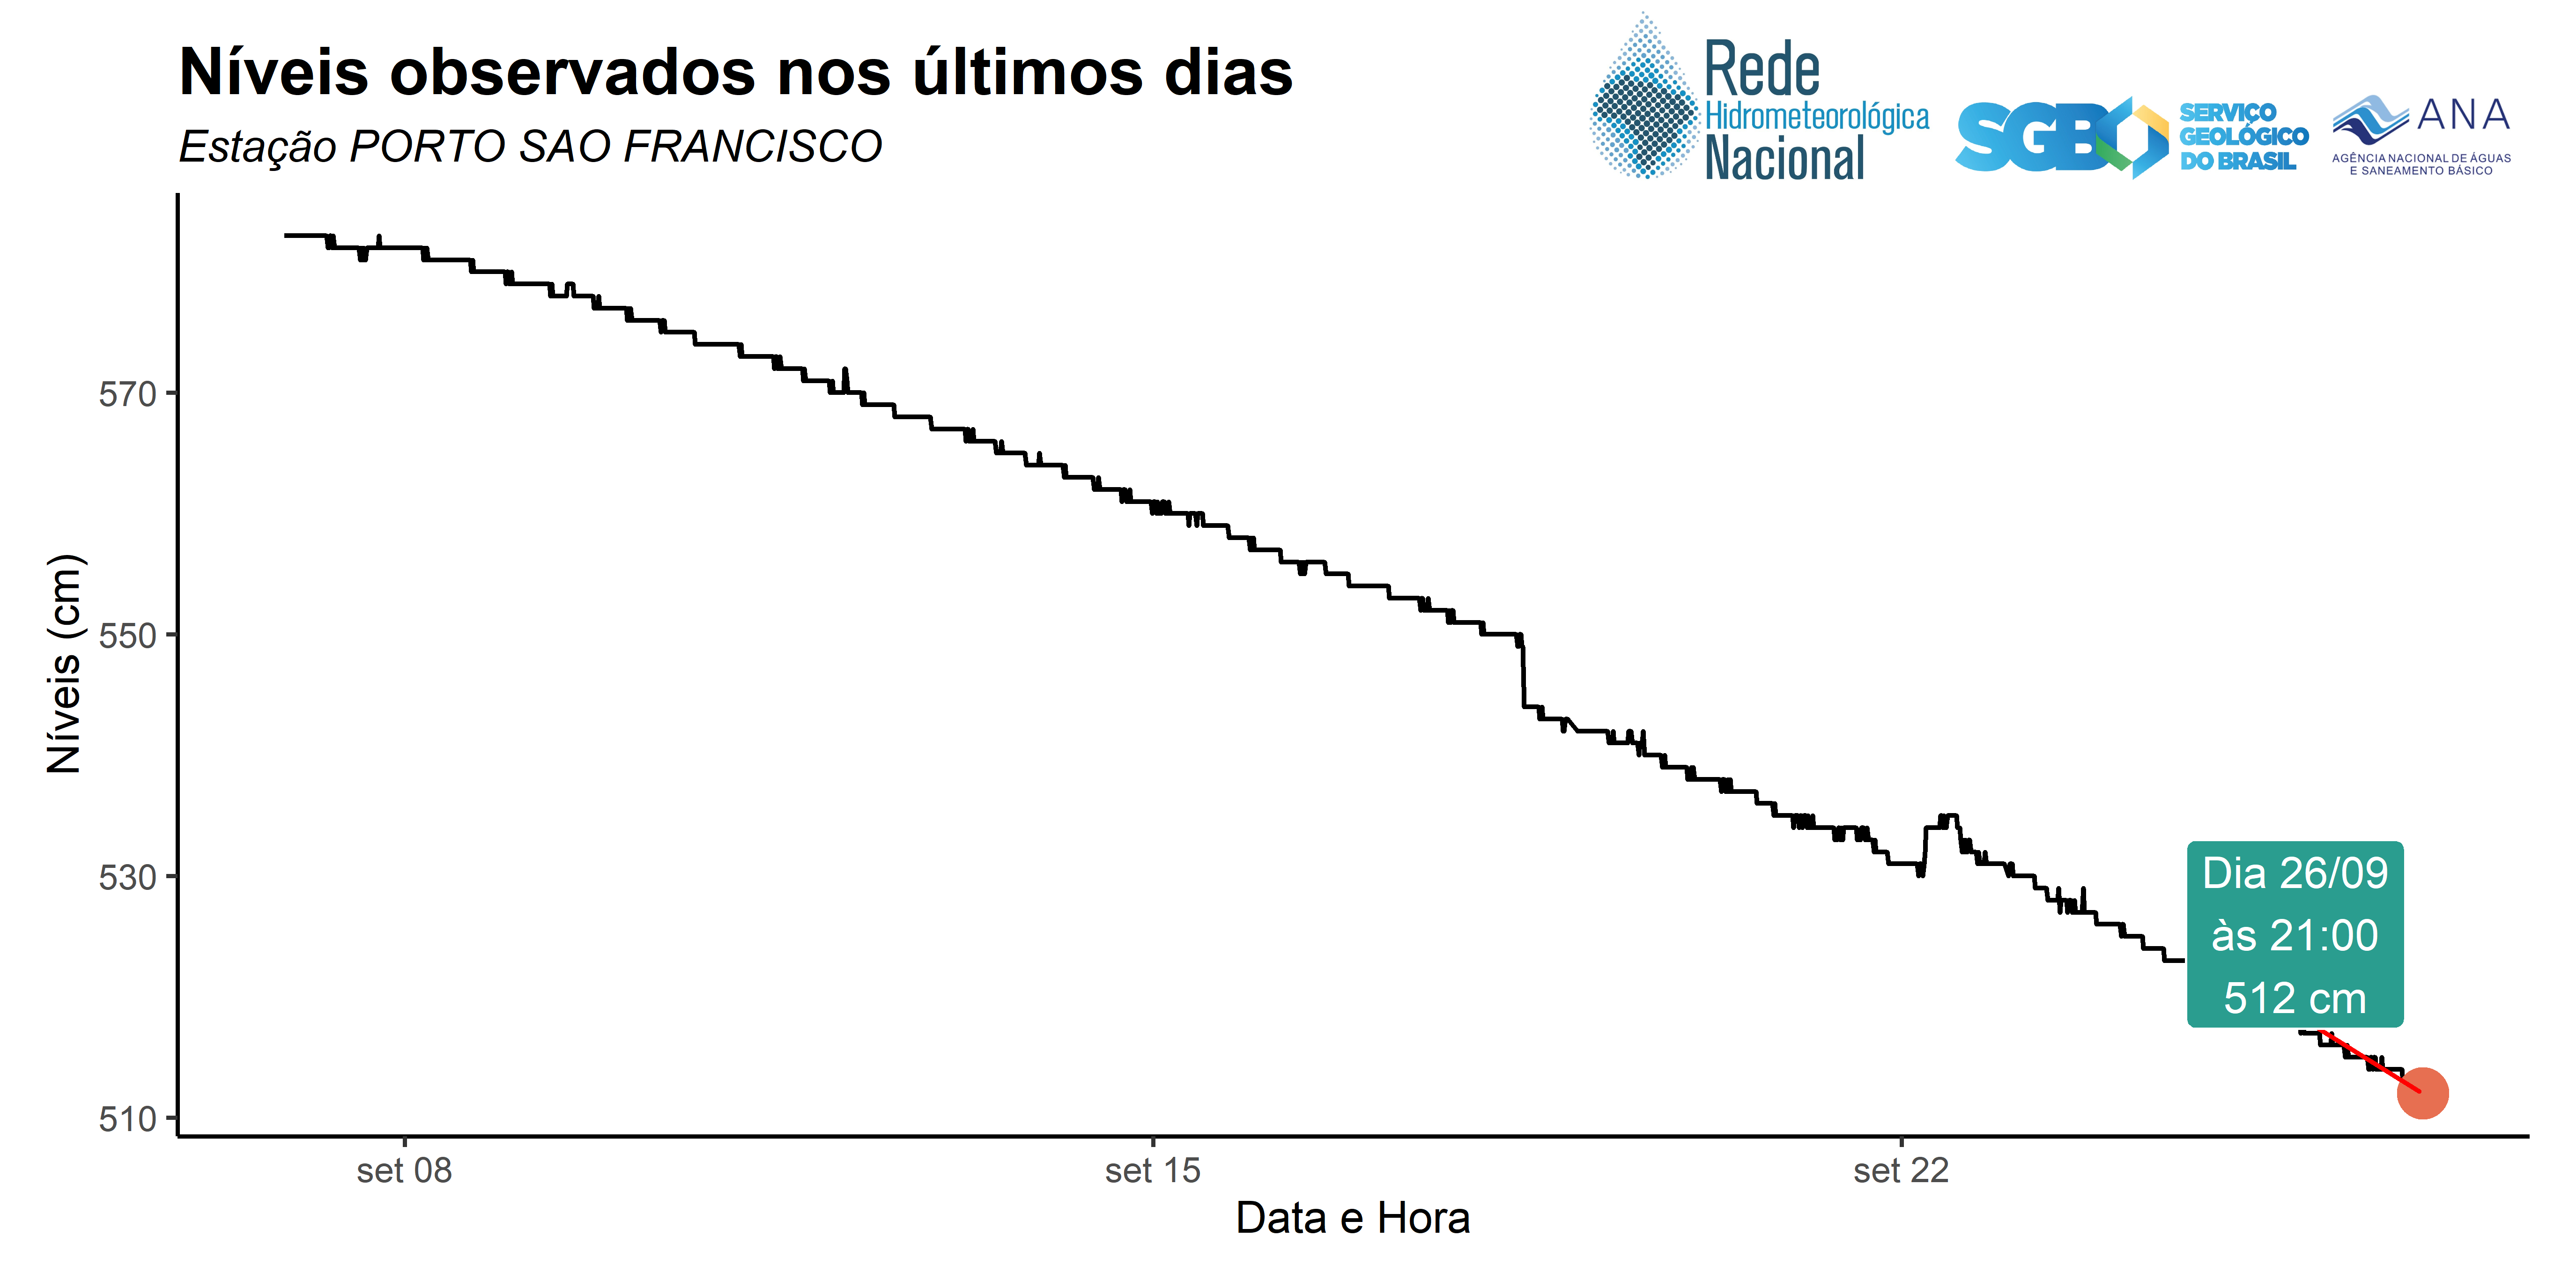 Níveis observados nos últimos dias
Estação PORTO SAO FRANCISCO
Rede
Hidrometeorológica
Nacional
SGB
SERVIÇO
GEOLÓGICO
DO BRASIL
ANA
AGÊNCIA NACIONAL DE ÁGUAS
E SANEAMENTO BÁSICO
Níveis (cm)
570
550
530
510
Dia 26/09
às 21:00
512 cm
set 08
set 15
set 22
Data e Hora